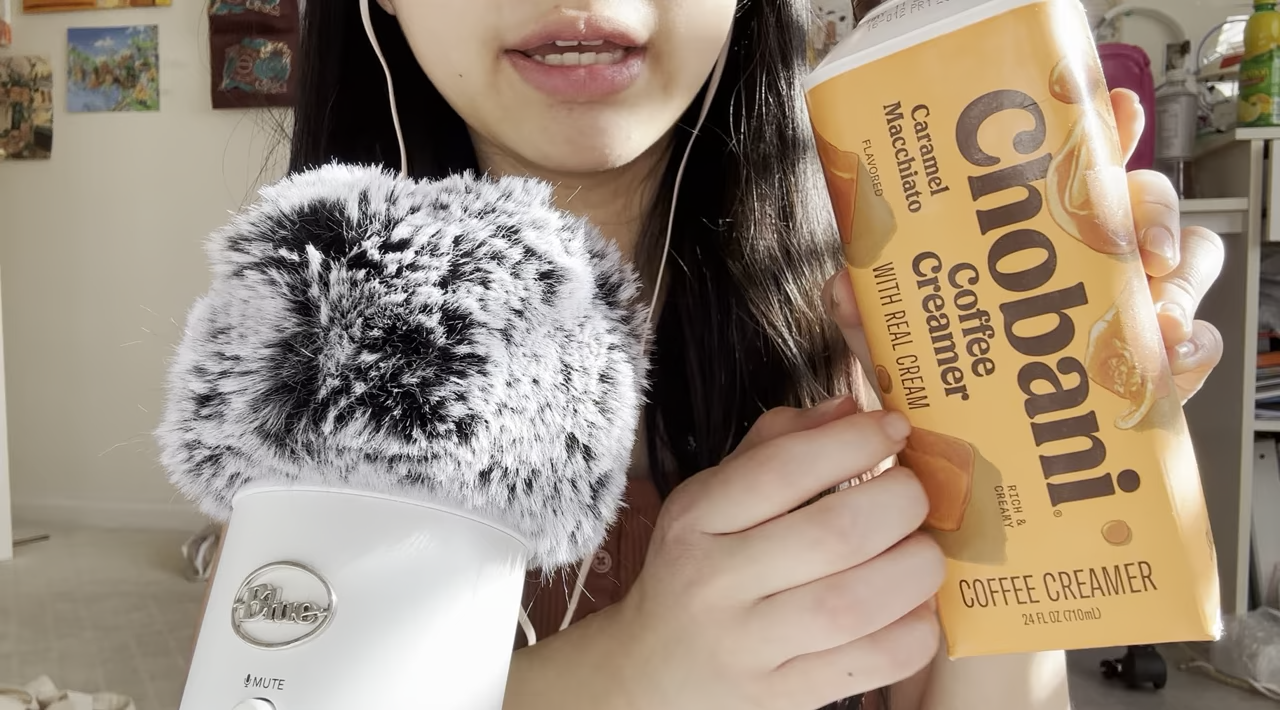 Chobani®
Caramel
Macchiato
FLAVORED
Coffee
Creamer
WITH REAL CREAM
RICH &
CREAMY
COFFEE CREAMER
24 FL OZ (710mL)
Blue
MUTE